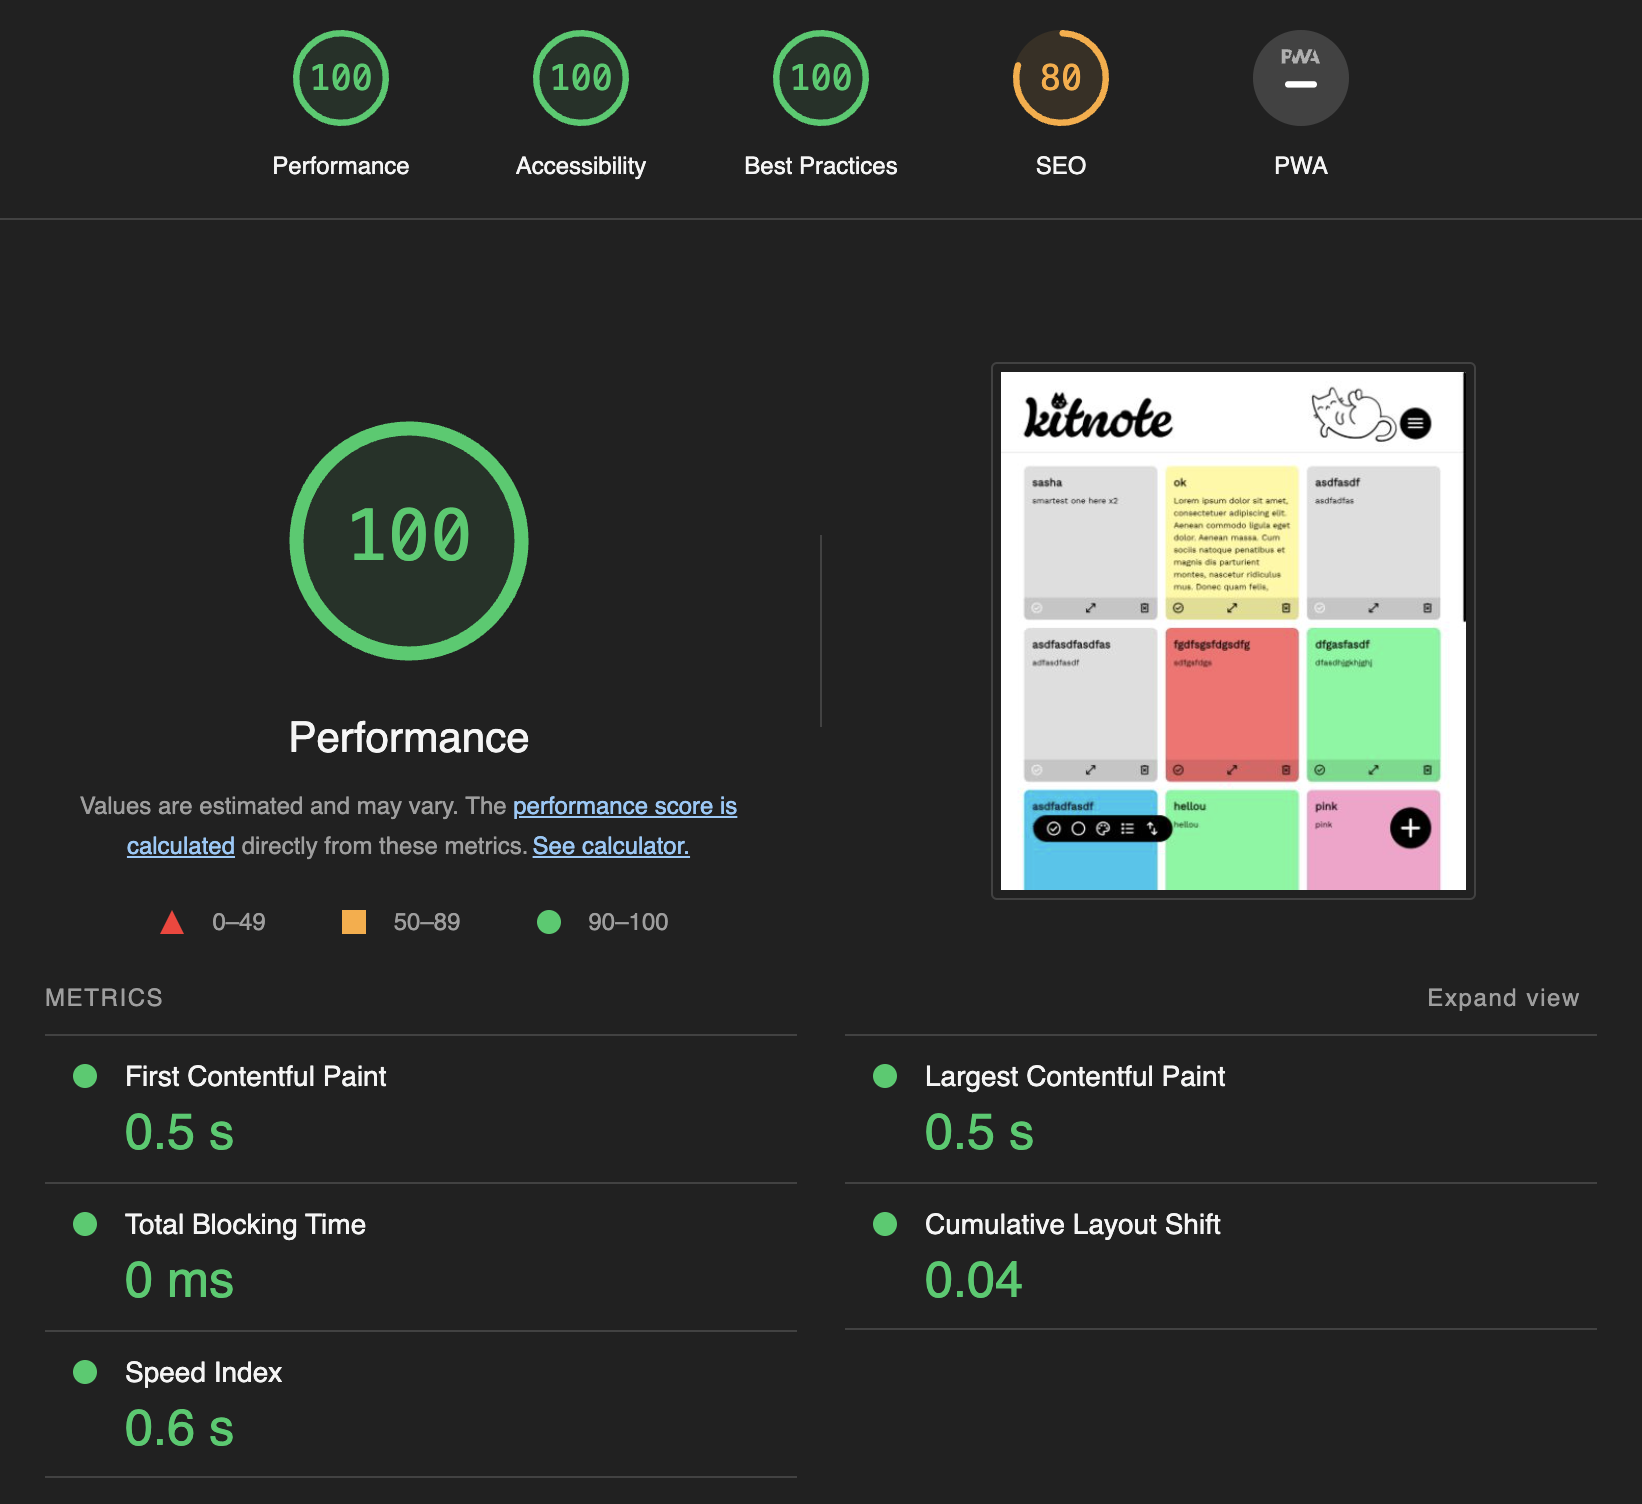 100
100
100
80
PWA
Performance
Accessibility
Best Practices
SEO
PWA
100
Performance
Values are estimated and may vary. The performance score is
calculated directly from these metrics. See calculator.
0–49
50–89
90–100
kitnote
sasha
smartest one here x2
ok
Lorem ipsum dolor sit amet,
consectetuer adipiscing elit.
Aenean commodo ligula eget
dolor. Aenean massa. Cum
sociis natoque penatibus et
magnis dis parturient
montes, nascetur ridiculus
mus. Donec quam felis,
asdfasdf
asdfadfas
asdfasdfasdfas
adfasdfasdf
fgdfsgsfdgsdfg
sdfgsfdgs
dfgasfasdf
dfasdhjgkhjghj
asdfadfasdf
hellou
hellou
pink
pink
METRICS
Expand view
First Contentful Paint
0.5 s
Largest Contentful Paint
0.5 s
Total Blocking Time
0 ms
Cumulative Layout Shift
0.04
Speed Index
0.6 s